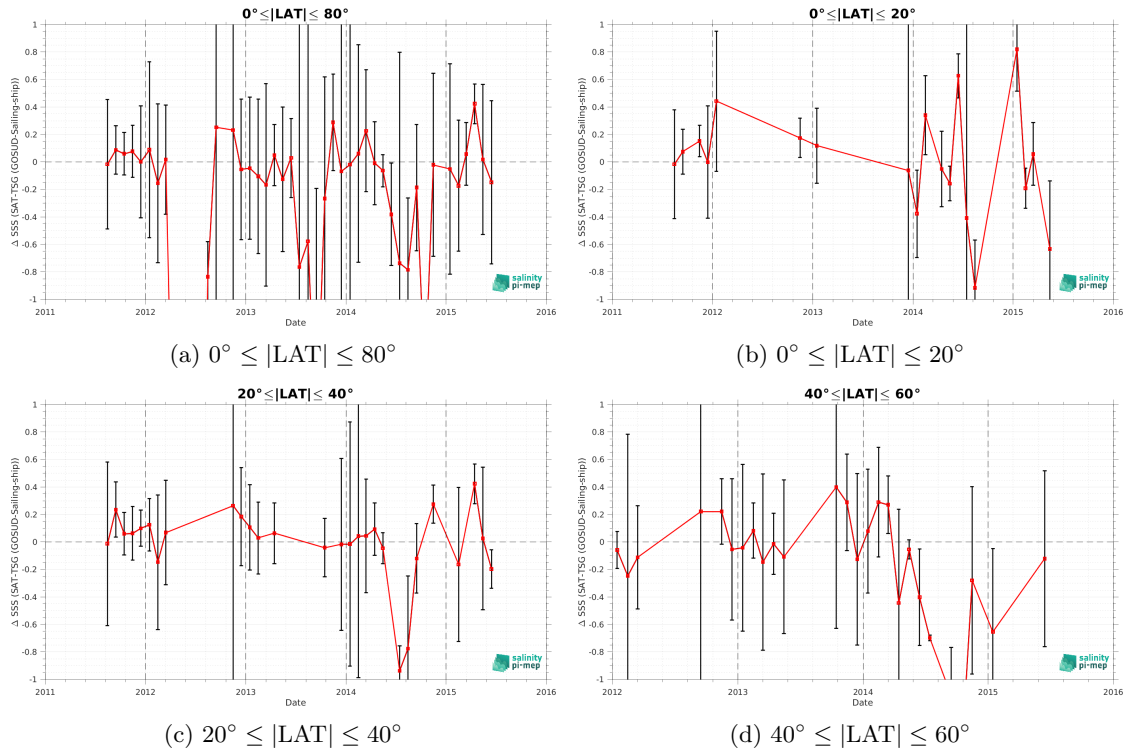 0°≤|LAT|≤ 80°
Δ SSS (SAT-TSG (GOSUD-Sailing-ship))
1
0.8
0.6
0.4
0.2
0
-0.2
-0.4
-0.6
-0.8
-1
2011 2012 2013 2014 2015 2016
Date
salinity
pi-mep
(a) 0° ≤ |LAT| ≤ 80°
0°≤|LAT|≤ 20°
Δ SSS (SAT-TSG (GOSUD-Sailing-ship))
1
0.8
0.6
0.4
0.2
0
-0.2
-0.4
-0.6
-0.8
-1
2011 2012 2013 2014 2015 2016
Date
salinity
pi-mep
(b) 0° ≤ |LAT| ≤ 20°
20°≤|LAT|≤ 40°
Δ SSS (SAT-TSG (GOSUD-Sailing-ship))
1
0.8
0.6
0.4
0.2
0
-0.2
-0.4
-0.6
-0.8
-1
2011 2012 2013 2014 2015 2016
Date
salinity
pi-mep
(c) 20° ≤ |LAT| ≤ 40°
40°≤|LAT|≤ 60°
Δ SSS (SAT-TSG (GOSUD-Sailing-ship))
1
0.8
0.6
0.4
0.2
0
-0.2
-0.4
-0.6
-0.8
-1
2012 2013 2014 2015 2016
Date
salinity
pi-mep
(d) 40° ≤ |LAT| ≤ 60°